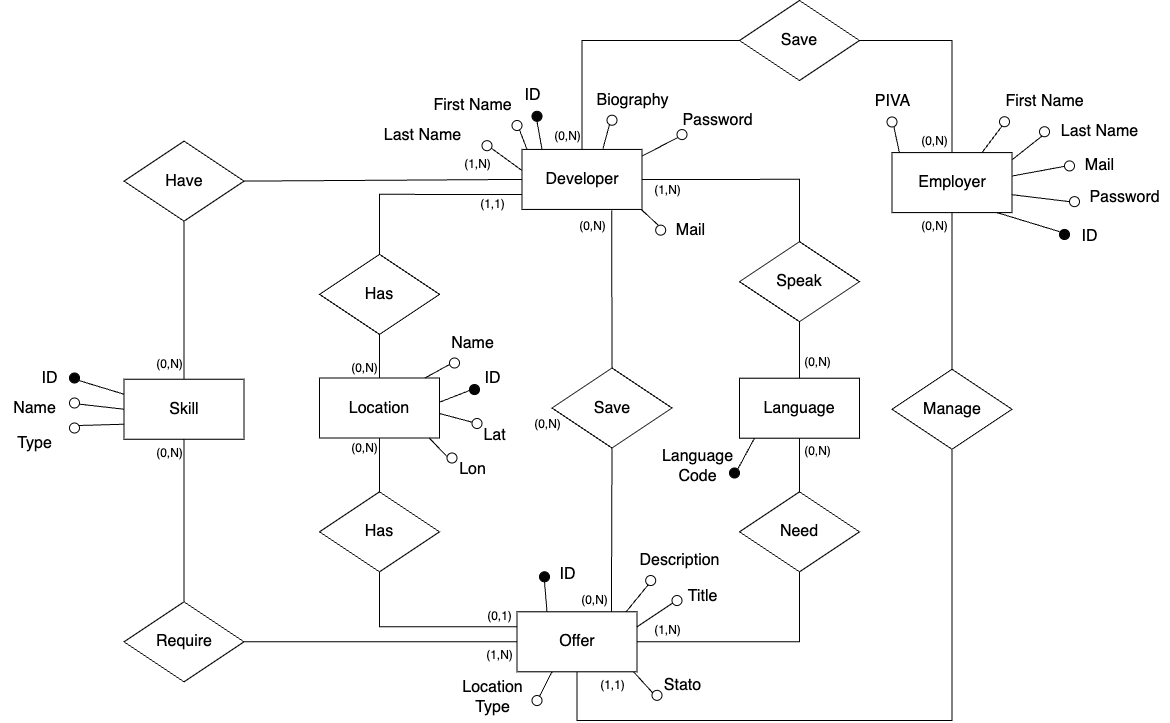 Save
ID
First Name
Biography
PIVA
First Name
Last Name
Password
Last Name
(0,N)
(0,N)
Mail
(1,N)
Have
Developer
(1,N)
Employer
Password
(1,1)
(0,N)
Mail
(0,N)
ID
Has
Speak
Name
(0,N)
(0,N)
(0,N)
ID
ID
Name
Type
Skill
Location
Lat
Lon
Save
(0,N)
Language
Manage
(0,N)
(0,N)
(0,N)
Language
Code
Has
Need
ID
Description
Title
(0,N)
(0,1)
(1,N)
Require
Offer
(1,N)
(1,1)
Location
Type
Stato